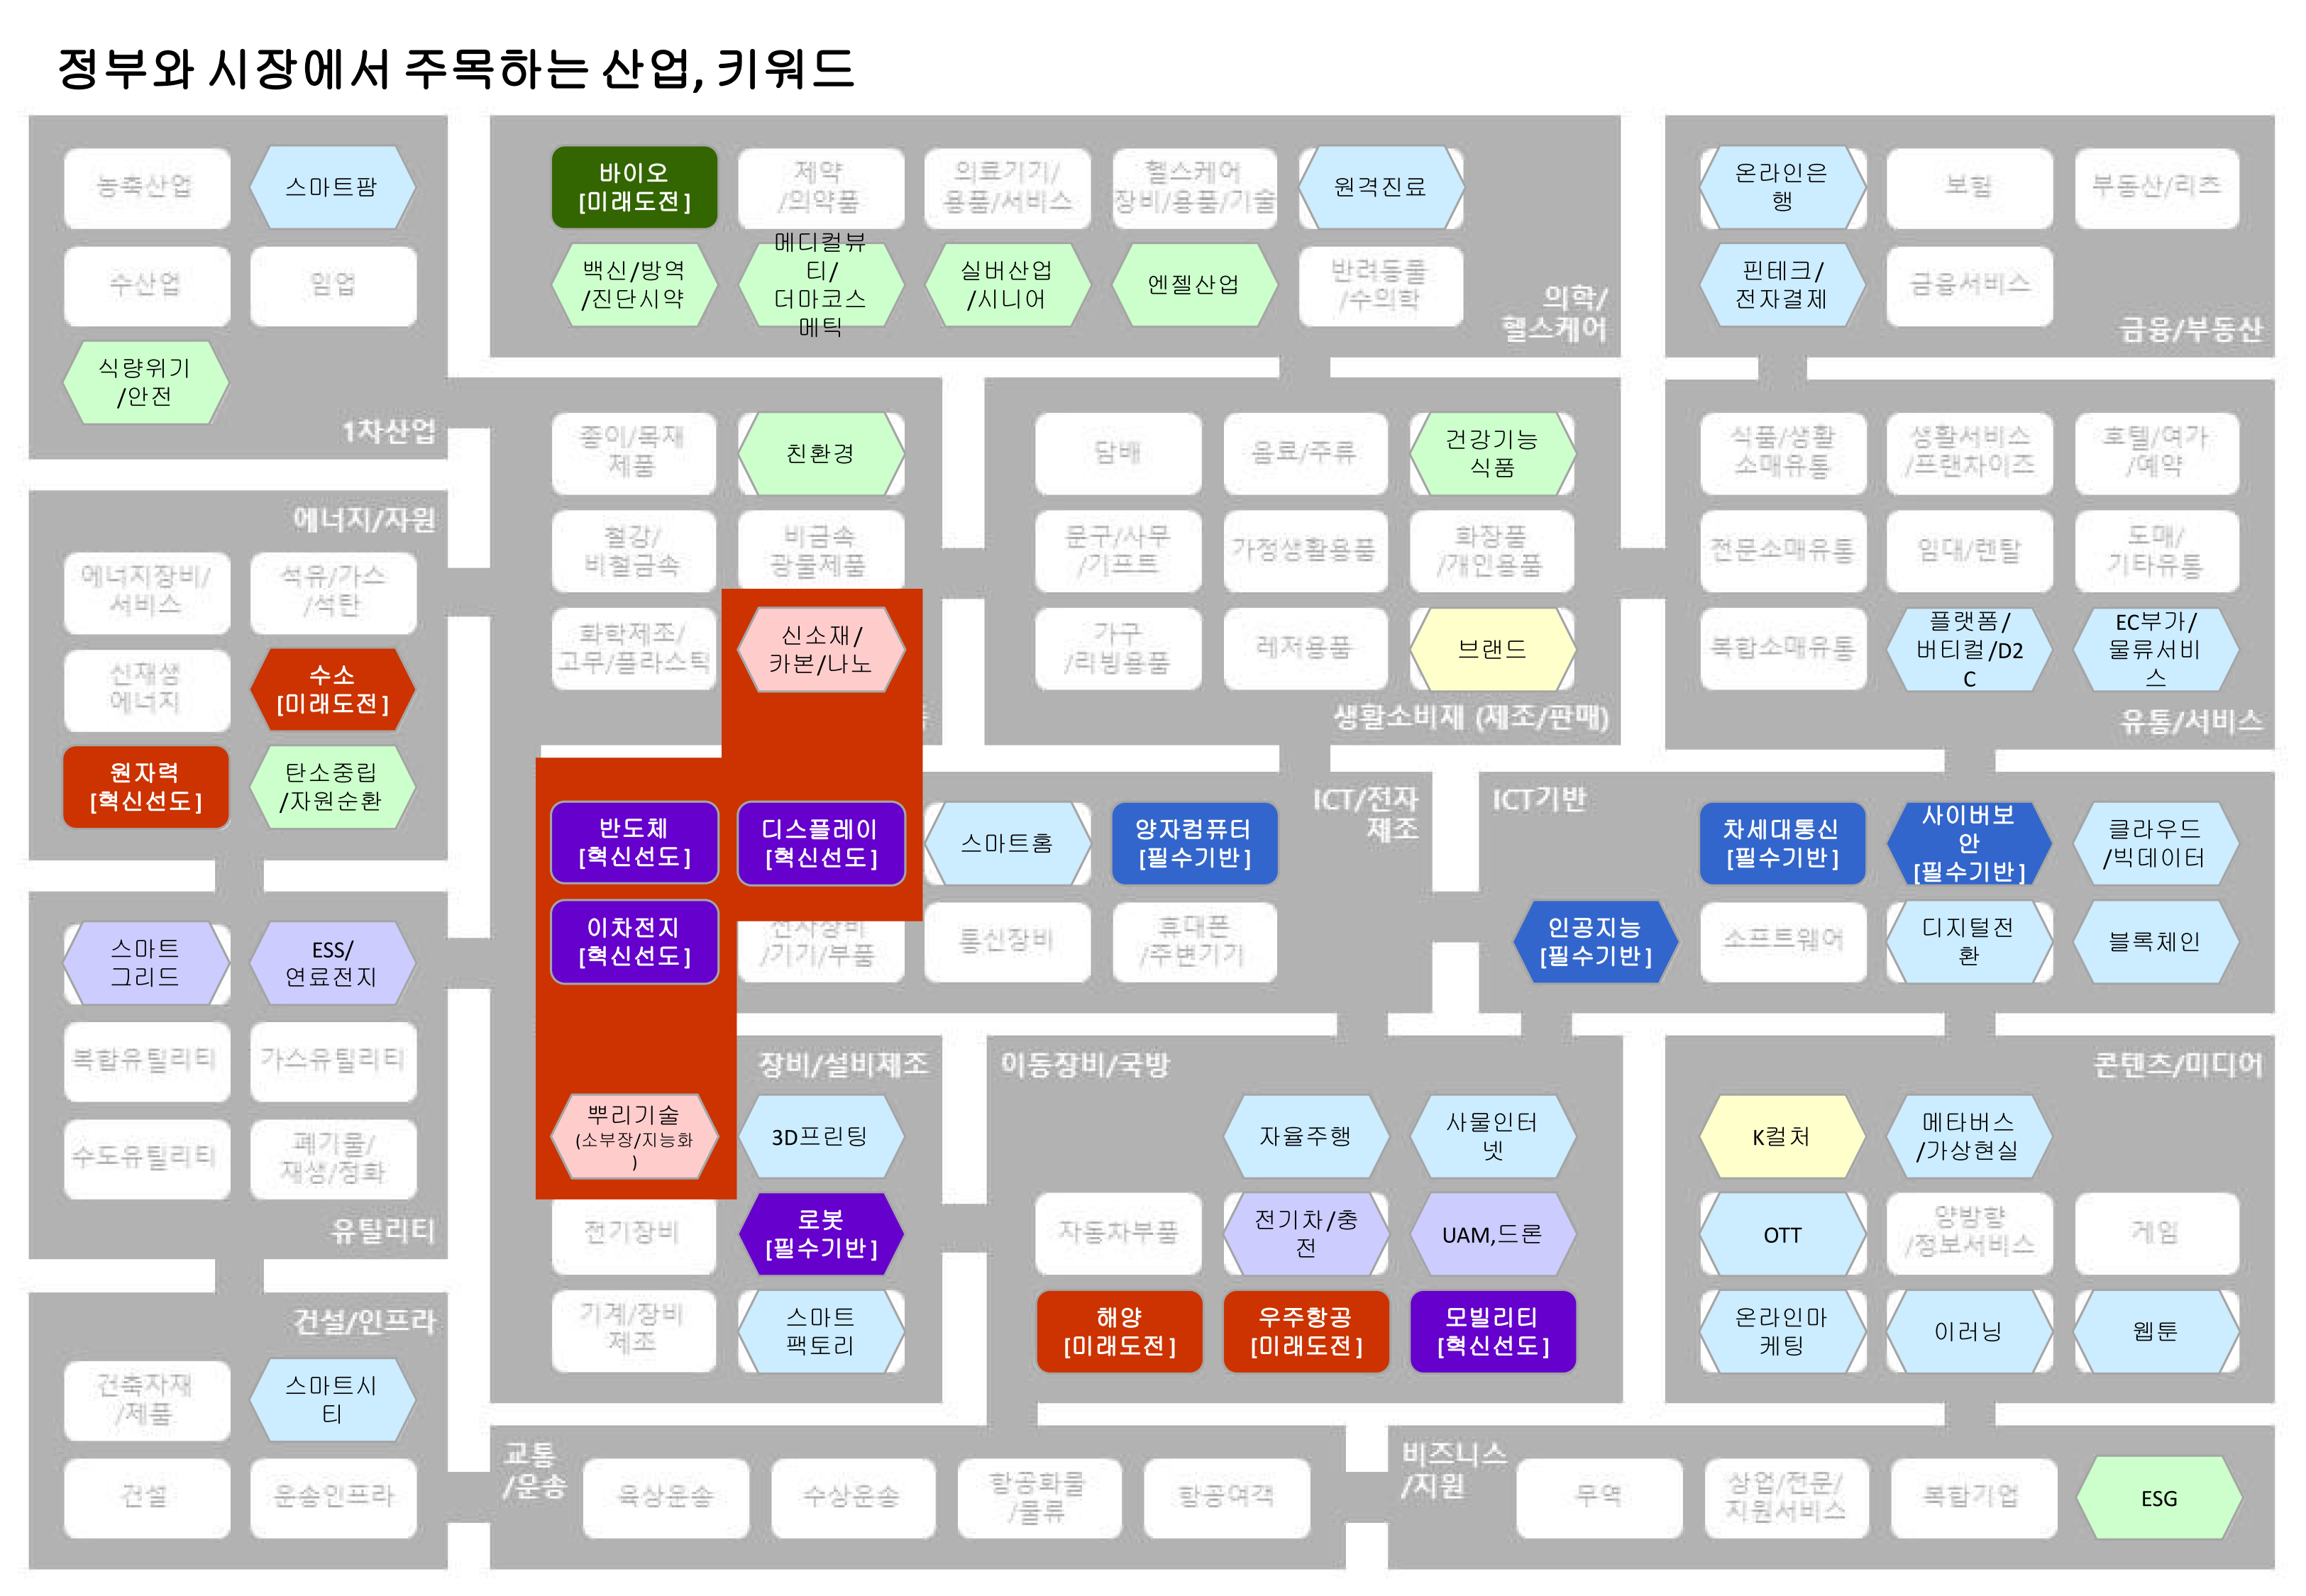 정부와 시장에서 주목하는 산업, 키워드
농축산업
스마트팜
수산업
임업
식량위기
/안전
1차산업
바이오
[미래도전]
제약
/의약품
의료기기/
용품/서비스
헬스케어
장비/용품/기술
원격진료
백신/방역
/진단시약
메디컬뷰
티/
더마코스
메틱
실버산업
/시니어
엔젤산업
반려동물
/수의학
의학/
헬스케어
온라인은
행
보험
부동산/리츠
핀테크/
전자결제
금융서비스
금융/부동산
종이/목재
제품
친환경
철강/
비철금속
비금속
광물제품
화학제조/
고무/플라스틱
신소재/
카본/나노
담배
음료/주류
건강기능
식품
문구/사무
/기프트
가정생활용품
화장품
/개인용품
가구
/리빙용품
레저용품
브랜드
생활소비재 (제조/판매)
식품/생활
소매유통
생활서비스
/프랜차이즈
호텔/여가
/예약
전문소매유통
임대/렌탈
도매/
기타유통
복합소매유통
플랫폼/
버티컬/D2
C
EC부가/
물류서비
스
유통/서비스
에너지/자원
에너지장비/
서비스
석유/가스
/석탄
신재생
에너지
수소
[미래도전]
원자력
[혁신선도]
탄소중립
/자원순환
반도체
[혁신선도]
디스플레이
[혁신선도]
스마트홈
양자컴퓨터
[필수기반]
ICT/전자
제조
이차전지
[혁신선도]
전자장비
/기기/부품
통신장비
휴대폰
/주변기기
ICT기반
차세대통신
[필수기반]
사이버보
안
[필수기반]
클라우드
/빅데이터
인공지능
[필수기반]
소프트웨어
디지털전
환
블록체인
스마트
그리드
ESS/
연료전지
복합유틸리티
가스유틸리티
수도유틸리티
폐기물/
재생/정화
유틸리티
장비/설비제조
뿌리기술
(소부장/지능화
)
3D프린팅
전기장비
로봇
[필수기반]
기계/장비
제조
스마트
팩토리
이동장비/국방
자율주행
사물인터
넷
자동차부품
전기차/충
전
UAM,드론
해양
[미래도전]
우주항공
[미래도전]
모빌리티
[혁신선도]
콘텐츠/미디어
K컬처
메타버스
/가상현실
OTT
양방향
/정보서비스
게임
온라인마
케팅
이러닝
웹툰
건설/인프라
건축자재
/제품
스마트시
티
건설
운송인프라
교통
/운송
육상운송
수상운송
항공화물
/물류
항공여객
비즈니스
/지원
무역
상업/전문/
지원서비스
복합기업
ESG